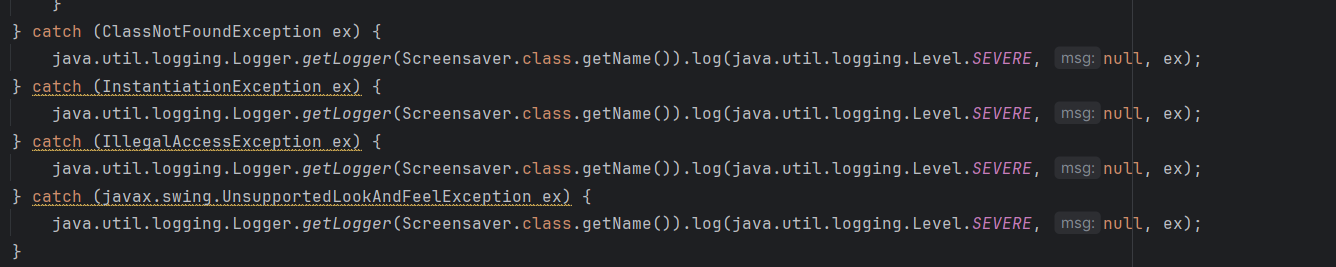 }
} catch (ClassNotFoundException ex) {
java.util.logging.Logger.getLogger(Screensaver.class.getName()).log(java.util.logging.Level.SEVERE, msg: null, ex);
} catch (InstantiationException ex) {
java.util.logging.Logger.getLogger(Screensaver.class.getName()).log(java.util.logging.Level.SEVERE, msg: null, ex);
} catch (IllegalAccessException ex) {
java.util.logging.Logger.getLogger(Screensaver.class.getName()).log(java.util.logging.Level.SEVERE, msg: null, ex);
} catch (javax.swing.UnsupportedLookAndFeelException ex) {
java.util.logging.Logger.getLogger(Screensaver.class.getName()).log(java.util.logging.Level.SEVERE, msg: null, ex);
}